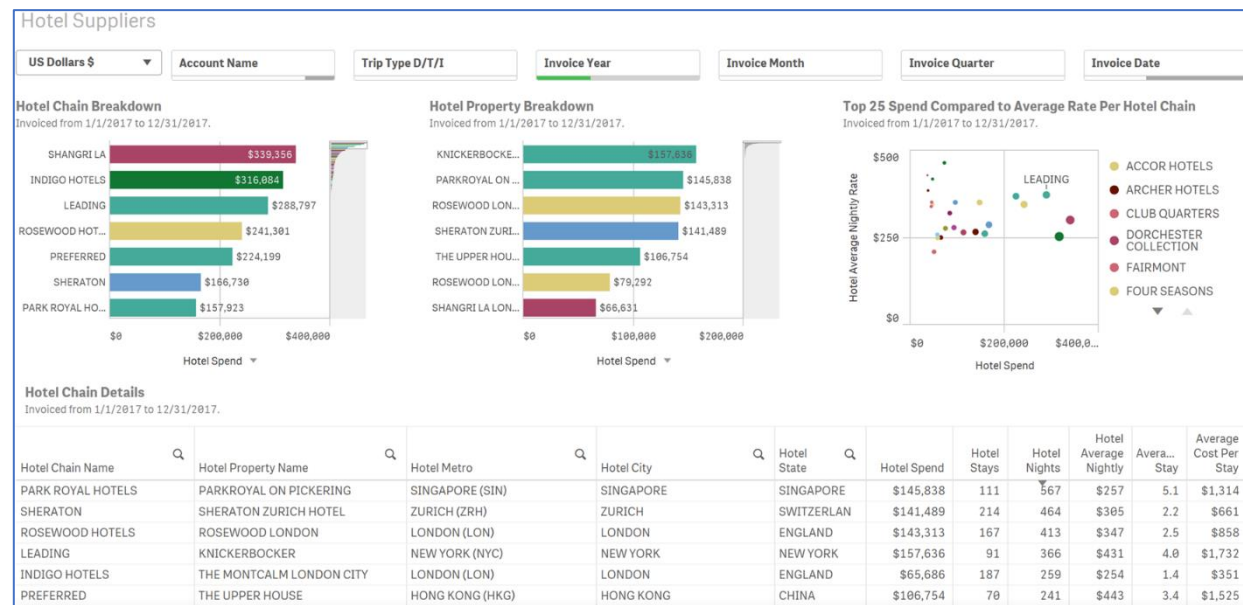 Hotel Suppliers
US Dollars $
Account Name
Trip Type D/T/I
Invoice Year
Invoice Month
Invoice Quarter
Invoice Date
Hotel Chain Breakdown
Invoiced from 1/1/2017 to 12/31/2017.
SHANGRI LA $339,356
INDIGO HOTELS $316,084
LEADING $288,797
ROSEWOOD HOT... $241,301
PREFERRED $224,199
SHERATON $166,730
PARK ROYAL HO... $157,923
$0 $200,000 $400,000
Hotel Spend
Hotel Property Breakdown
Invoiced from 1/1/2017 to 12/31/2017.
KNICKERBOCKE... $157,636
PARKROYAL ON ... $145,838
ROSEWOOD LON... $143,313
SHERATON ZURI... $141,489
THE UPPER HOU... $106,754
ROSEWOOD LON... $79,292
SHANGRI LA LON... $66,631
$0 $100,000 $200,000
Hotel Spend
Top 25 Spend Compared to Average Rate Per Hotel Chain
Invoiced from 1/1/2017 to 12/31/2017.
Hotel Average Nightly Rate
$500
$250
$0
LEADING
$0 $200,000 $400,0...
Hotel Spend
ACCOR HOTELS
ARCHER HOTELS
CLUB QUARTERS
DORCHESTER
COLLECTION
FAIRMONT
FOUR SEASONS
Hotel Chain Details
Invoiced from 1/1/2017 to 12/31/2017.
Hotel Chain Name Hotel Property Name Hotel Metro Hotel City Hotel State Hotel Spend Hotel Stays Hotel Nights Hotel Average Nightly Avera... Stay Average Cost Per Stay
PARK ROYAL HOTELS PARKROYAL ON PICKERING SINGAPORE (SIN) SINGAPORE SINGAPORE $145,838 111 567 $257 5.1 $1,314
SHERATON SHERATON ZURICH HOTEL ZURICH (ZRH) ZURICH SWITZERLAN $141,489 214 464 $305 2.2 $661
ROSEWOOD HOTELS ROSEWOOD LONDON LONDON (LON) LONDON ENGLAND $143,313 167 413 $347 2.5 $858
LEADING KNICKERBOCKER NEW YORK (NYC) NEW YORK NEW YORK $157,636 91 366 $431 4.0 $1,732
INDIGO HOTELS THE MONTCALM LONDON CITY LONDON (LON) LONDON ENGLAND $65,686 187 259 $254 1.4 $351
PREFERRED THE UPPER HOUSE HONG KONG (HKG) HONG KONG CHINA $106,754 70 241 $443 3.4 $1,525